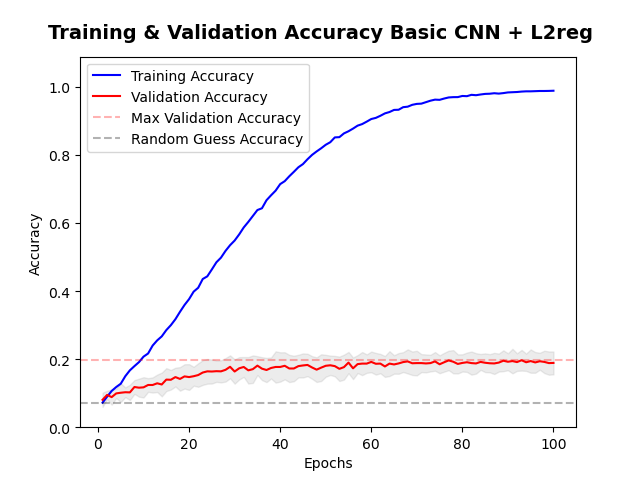 Training & Validation Accuracy Basic CNN + L2reg
Training Accuracy
Validation Accuracy
Max Validation Accuracy
Random Guess Accuracy
Accuracy
1.0
0.8
0.6
0.4
0.2
0.0
0 20 40 60 80 100
Epochs